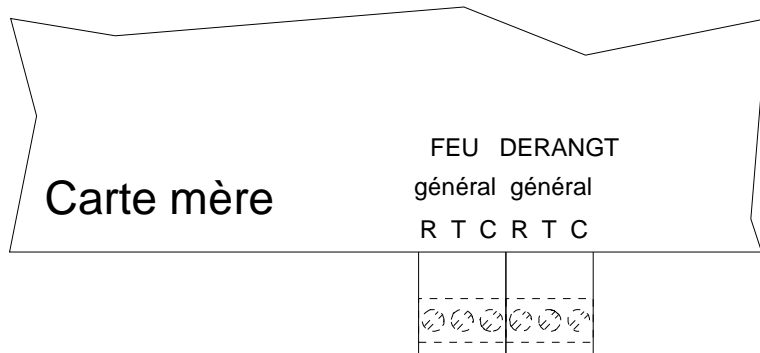 FEU DERANGT
général général
Carte mère
R T C R T C